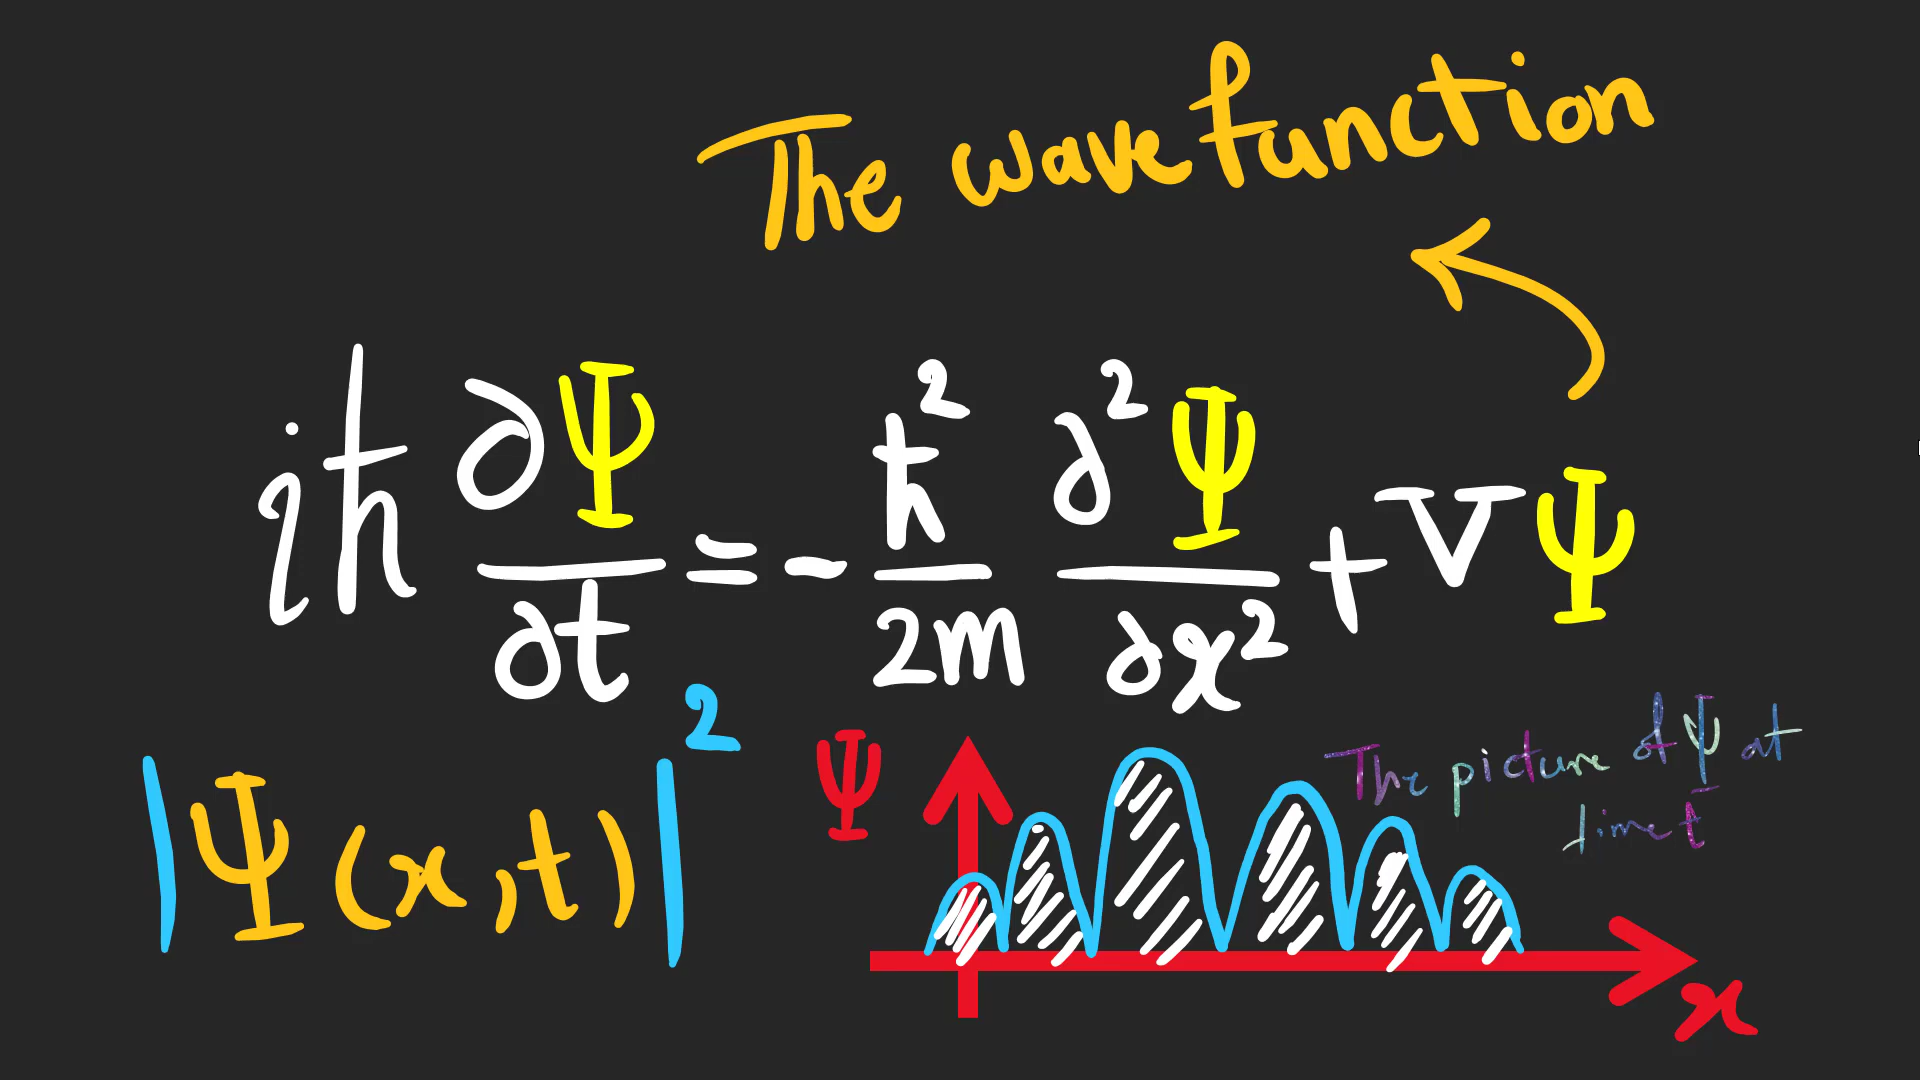 The wavefunction
iħ ∂Ψ/∂t = - ħ²/2m ∂²Ψ/∂x² + VΨ
|Ψ(x,t)|²
Ψ
The picture of Ψ at
time t
x